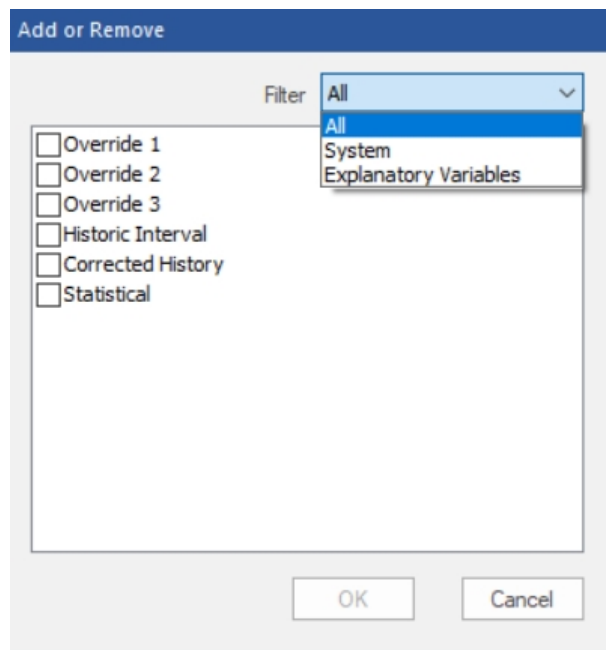 Add or Remove
Filter All
All
System
Explanatory Variables
Override 1
Override 2
Override 3
Historic Interval
Corrected History
Statistical
OK Cancel